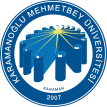 KARAMANOĞLU MEHMETBEY ÜNİVERSİTESİ
KARAMAN
2007